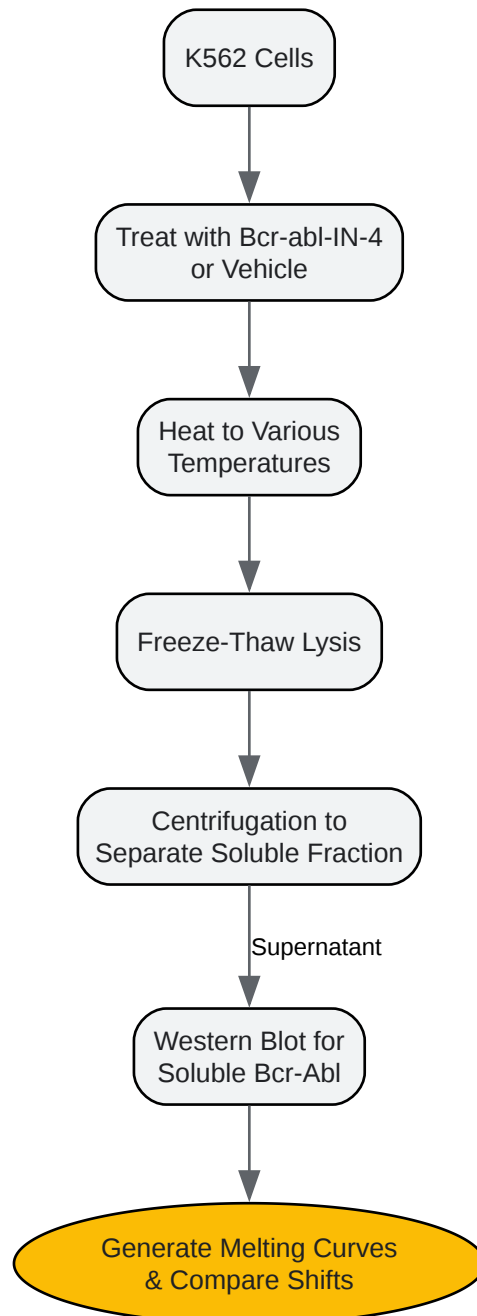 K562 Cells
Treat with Bcr-abl-IN-4
or Vehicle
Heat to Various
Temperatures
Freeze-Thaw Lysis
Centrifugation to
Separate Soluble Fraction
Supernatant
Western Blot for
Soluble Bcr-Abl
Generate Melting Curves
& Compare Shifts